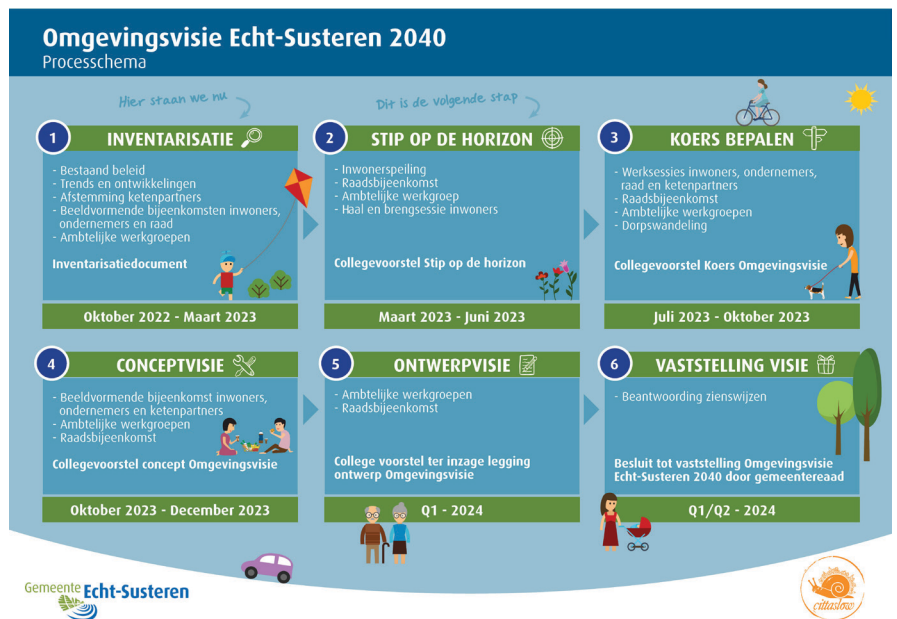 Omgevingsvisie Echt-Susteren 2040
Processchema
Hier staan we nu
Dit is de volgende stap
1 INVENTARISATIE
- Bestaand beleid
- Trends en ontwikkelingen
- Afstemming ketenpartners
- Beeldvormende bijeenkomsten inwoners,
ondernemers en raad
- Ambtelijke werkgroepen
Inventarisatiedocument
Oktober 2022 - Maart 2023
2 STIP OP DE HORIZON
- Inwonerspeiling
- Raadsbijeenkomst
- Ambtelijke werkgroep
- Haal en brengsessie inwoners
Collegevoorstel Stip op de horizon
Maart 2023 - Juni 2023
3 KOERS BEPALEN
- Werksessies inwoners, ondernemers,
raad en ketenpartners
- Raadsbijeenkomst
- Ambtelijke werkgroepen
- Dorpswandeling
Collegevoorstel Koers Omgevingsvisie
Juli 2023 - Oktober 2023
4 CONCEPTVISIE
- Beeldvormende bijeenkomst inwoners,
ondernemers en ketenpartners
- Ambtelijke werkgroepen
- Raadsbijeenkomst
Collegevoorstel concept Omgevingsvisie
Oktober 2023 - December 2023
5 ONTWERPVISIE
- Ambtelijke werkgroepen
- Raadsbijeenkomst
College voorstel ter inzage legging
ontwerp Omgevingsvisie
Q1 - 2024
6 VASTSTELLING VISIE
- Beantwoording zienswijzen
Besluit tot vaststelling Omgevingsvisie
Echt-Susteren 2040 door gemeentereaad
Q1/Q2 - 2024
Gemeente Echt-Susteren
cittaslow